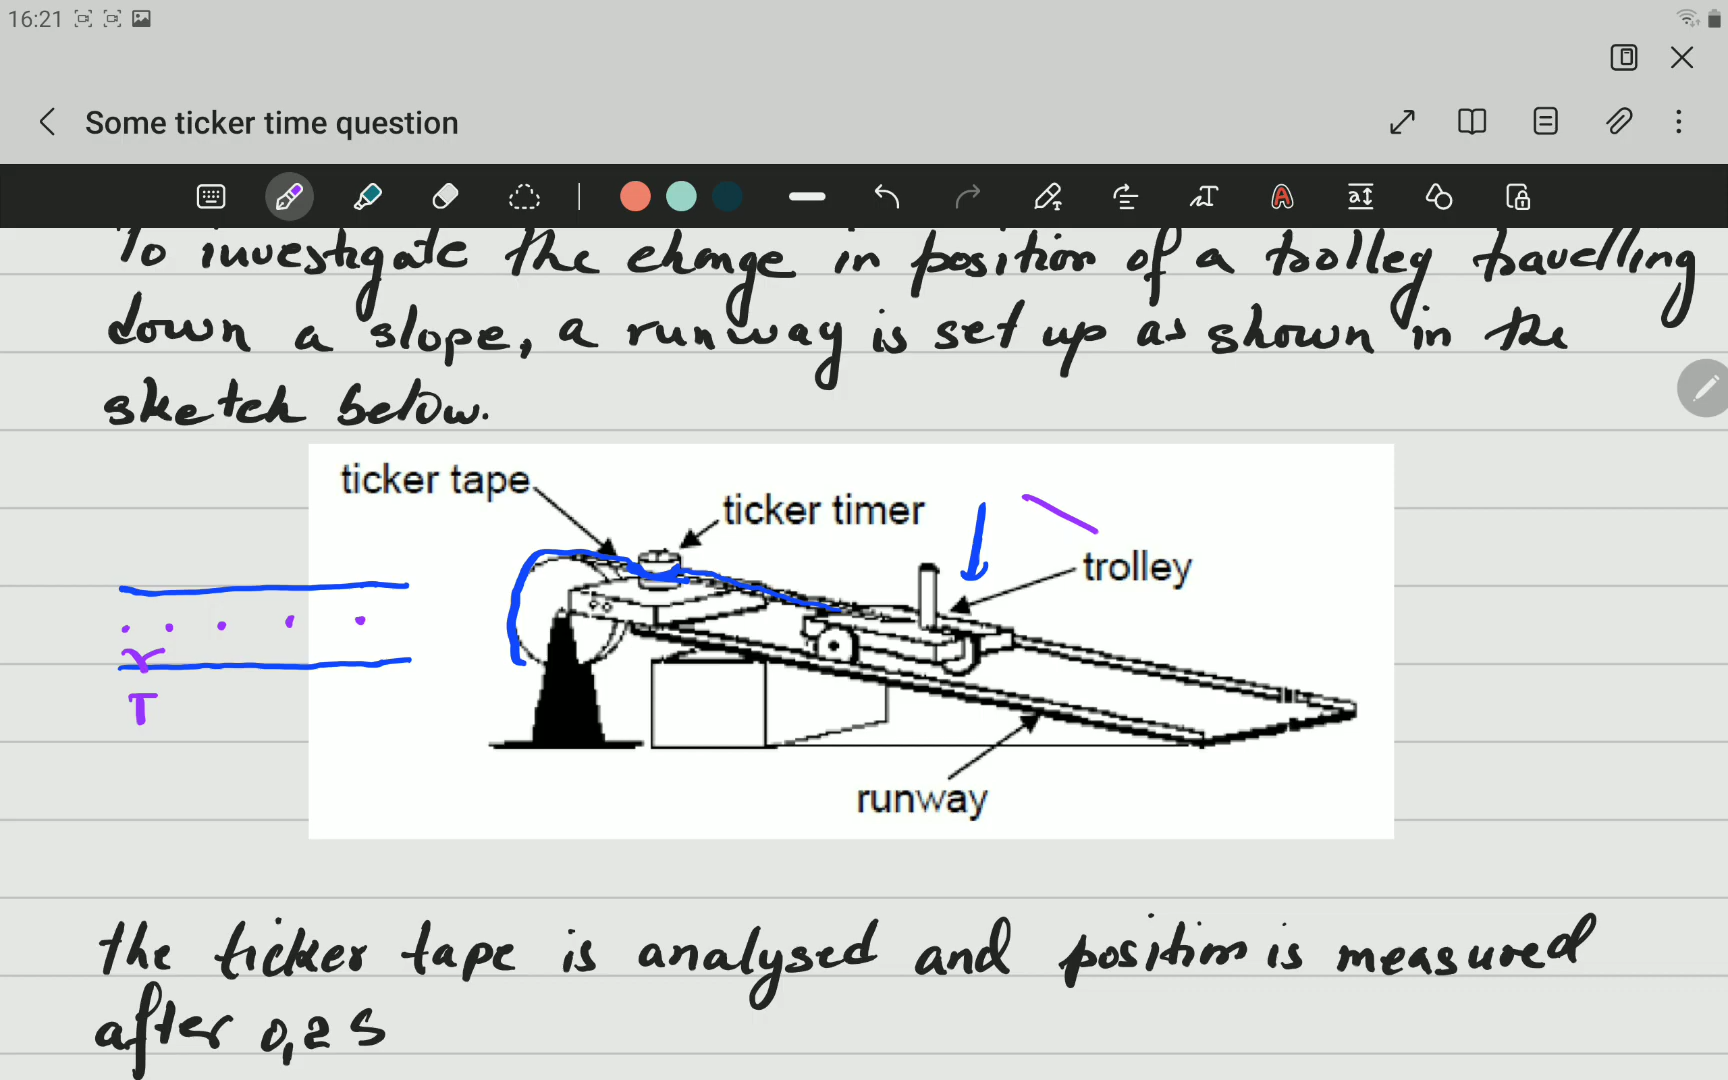 16:21
Some ticker time question
To investigate the change in position of a trolley travelling
down a slope, a runway is set up as shown in the
sketch below.
ticker tape
ticker timer
trolley
T
runway
the ticker tape is analysed and position is measured
after 0,2 s